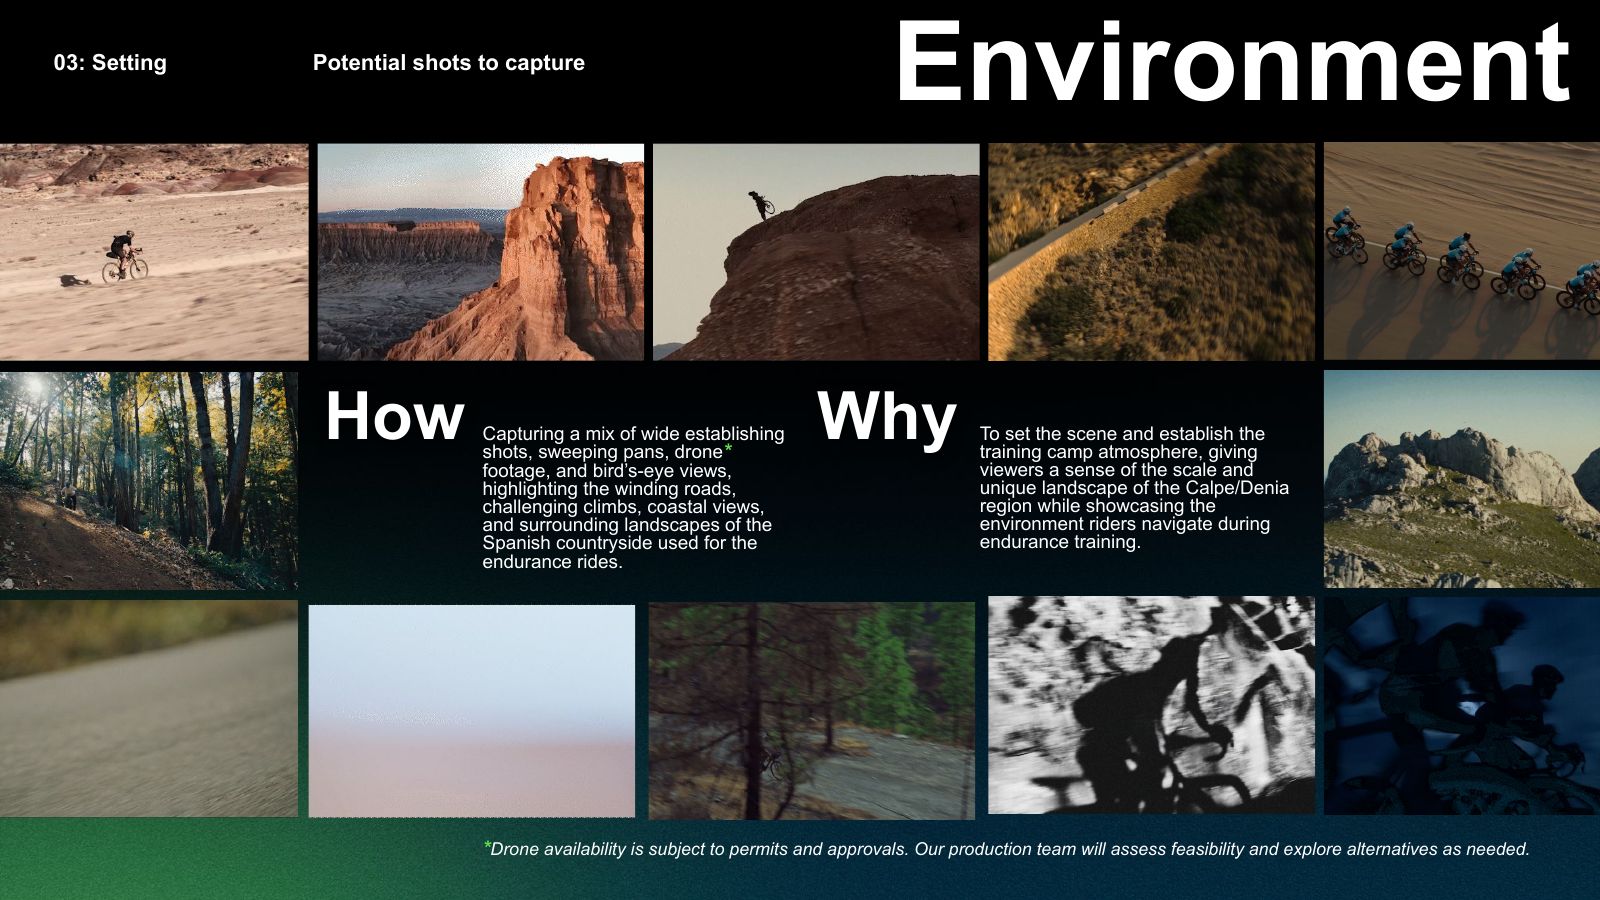 03: Setting
Potential shots to capture
Environment
How
Capturing a mix of wide establishing
shots, sweeping pans, drone*
footage, and bird’s-eye views,
highlighting the winding roads,
challenging climbs, coastal views,
and surrounding landscapes of the
Spanish countryside used for the
endurance rides.
Why
To set the scene and establish the
training camp atmosphere, giving
viewers a sense of the scale and
unique landscape of the Calpe/Denia
region while showcasing the
environment riders navigate during
endurance training.
*Drone availability is subject to permits and approvals. Our production team will assess feasibility and explore alternatives as needed.